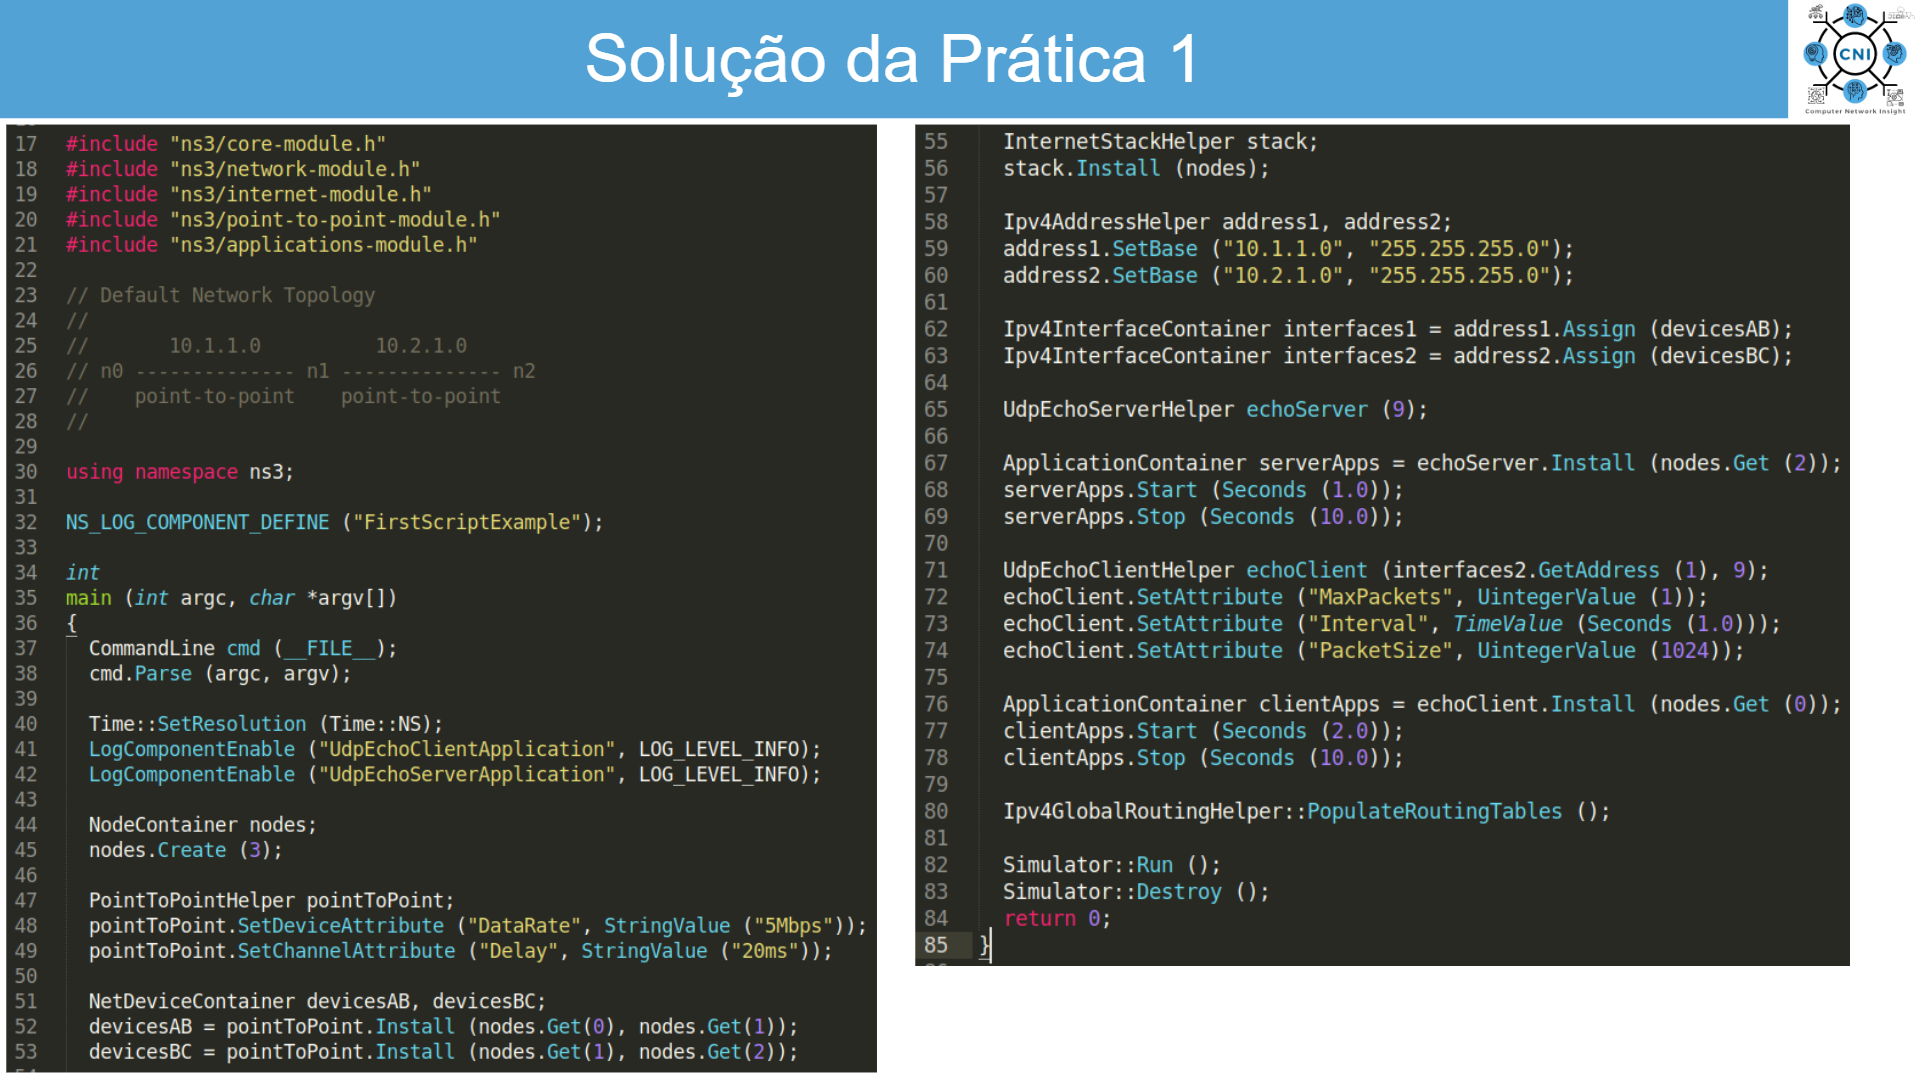 Solução da Prática 1
CNI
Computer Network Insight
17 #include "ns3/core-module.h"
18 #include "ns3/network-module.h"
19 #include "ns3/internet-module.h"
20 #include "ns3/point-to-point-module.h"
21 #include "ns3/applications-module.h"
22
23 // Default Network Topology
24 //
25 //       10.1.1.0          10.2.1.0
26 // n0 -------------- n1 -------------- n2
27 //    point-to-point    point-to-point
28 //
29
30 using namespace ns3;
31
32 NS_LOG_COMPONENT_DEFINE ("FirstScriptExample");
33
34 int
35 main (int argc, char *argv[])
36 {
37   CommandLine cmd (__FILE__);
38   cmd.Parse (argc, argv);
39
40   Time::SetResolution (Time::NS);
41   LogComponentEnable ("UdpEchoClientApplication", LOG_LEVEL_INFO);
42   LogComponentEnable ("UdpEchoServerApplication", LOG_LEVEL_INFO);
43
44   NodeContainer nodes;
45   nodes.Create (3);
46
47   PointToPointHelper pointToPoint;
48   pointToPoint.SetDeviceAttribute ("DataRate", StringValue ("5Mbps"));
49   pointToPoint.SetChannelAttribute ("Delay", StringValue ("20ms"));
50
51   NetDeviceContainer devicesAB, devicesBC;
52   devicesAB = pointToPoint.Install (nodes.Get(0), nodes.Get(1));
53   devicesBC = pointToPoint.Install (nodes.Get(1), nodes.Get(2));
55   InternetStackHelper stack;
56   stack.Install (nodes);
57
58   Ipv4AddressHelper address1, address2;
59   address1.SetBase ("10.1.1.0", "255.255.255.0");
60   address2.SetBase ("10.2.1.0", "255.255.255.0");
61
62   Ipv4InterfaceContainer interfaces1 = address1.Assign (devicesAB);
63   Ipv4InterfaceContainer interfaces2 = address2.Assign (devicesBC);
64
65   UdpEchoServerHelper echoServer (9);
66
67   ApplicationContainer serverApps = echoServer.Install (nodes.Get (2));
68   serverApps.Start (Seconds (1.0));
69   serverApps.Stop (Seconds (10.0));
70
71   UdpEchoClientHelper echoClient (interfaces2.GetAddress (1), 9);
72   echoClient.SetAttribute ("MaxPackets", UintegerValue (1));
73   echoClient.SetAttribute ("Interval", TimeValue (Seconds (1.0)));
74   echoClient.SetAttribute ("PacketSize", UintegerValue (1024));
75
76   ApplicationContainer clientApps = echoClient.Install (nodes.Get (0));
77   clientApps.Start (Seconds (2.0));
78   clientApps.Stop (Seconds (10.0));
79
80   Ipv4GlobalRoutingHelper::PopulateRoutingTables ();
81
82   Simulator::Run ();
83   Simulator::Destroy ();
84   return 0;
85 }